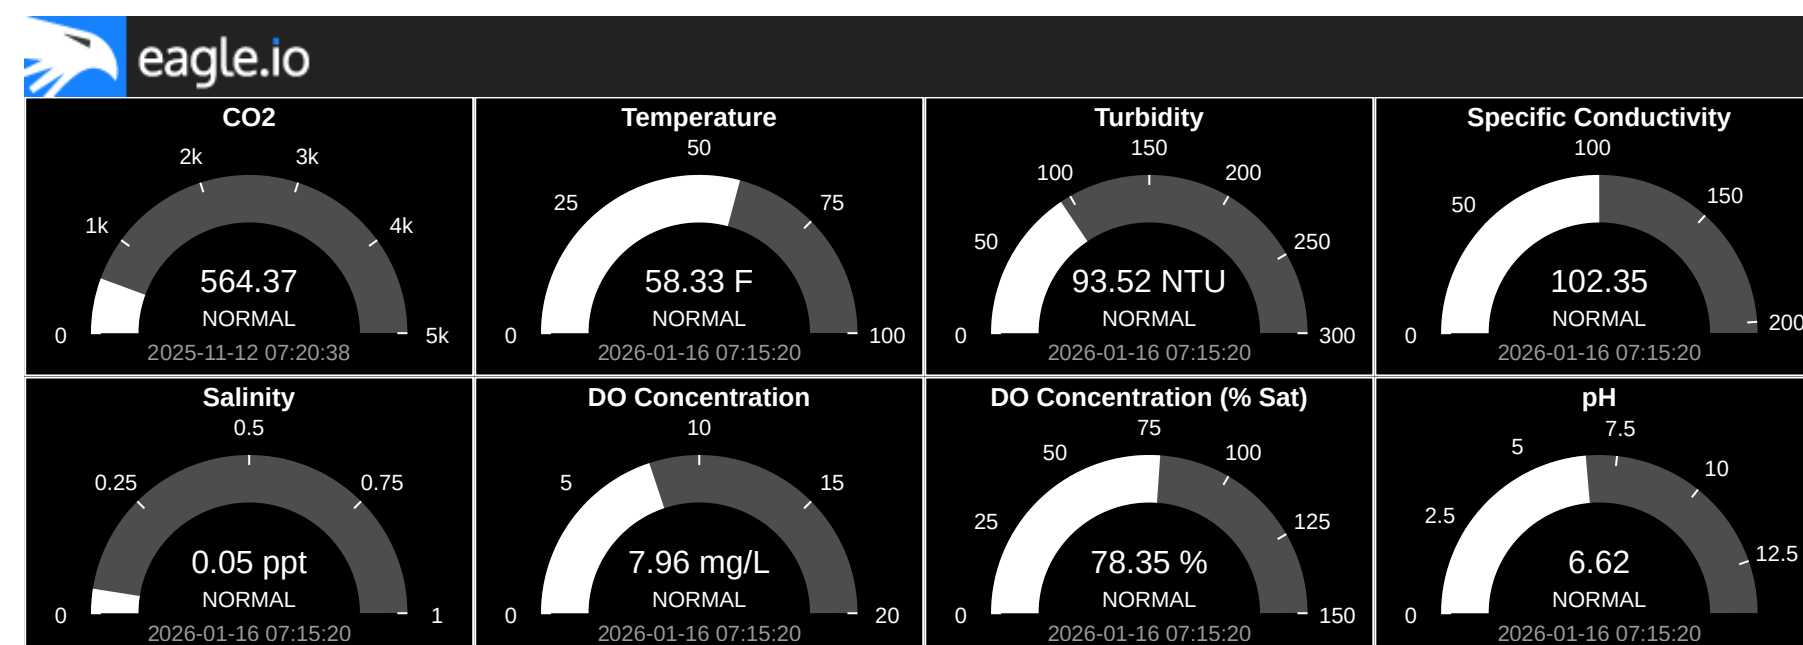 eagle.io
CO2
2k
3k
1k
4k
564.37
NORMAL
0
5k
2025-11-12 07:20:38
Temperature
50
25
75
58.33 F
NORMAL
0
100
2026-01-16 07:15:20
Turbidity
150
100
200
50
250
93.52 NTU
NORMAL
0
300
2026-01-16 07:15:20
Specific Conductivity
100
50
150
102.35
NORMAL
200
0
2026-01-16 07:15:20
Salinity
0.5
0.25
0.75
0.05 ppt
NORMAL
0
1
2026-01-16 07:15:20
DO Concentration
10
5
15
7.96 mg/L
NORMAL
0
20
2026-01-16 07:15:20
DO Concentration (% Sat)
75
50
100
25
125
78.35 %
NORMAL
0
150
2026-01-16 07:15:20
pH
7.5
5
10
2.5
12.5
6.62
NORMAL
0
2026-01-16 07:15:20